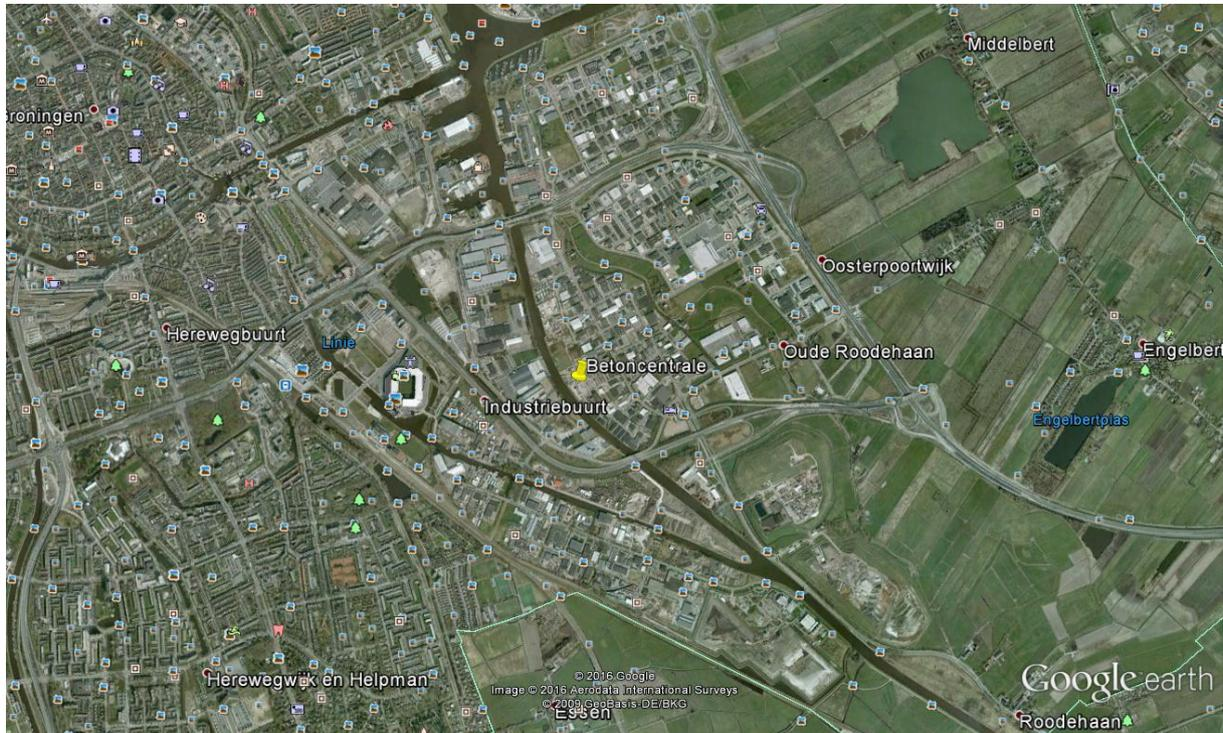 Middelbert
Groningen
Oosterpoortwijk
Herewegbuurt
Linie
Oude Roodehaan
Engelbert
Betoncentrale
Industriebuurt
Engelbertplas
© 2016 Google
Image © 2016 Aerodata International Surveys
© 2009 GeoBasis-DE/BKG
Herewegwijk en Helpman
Google earth
Essen
Roodehaan